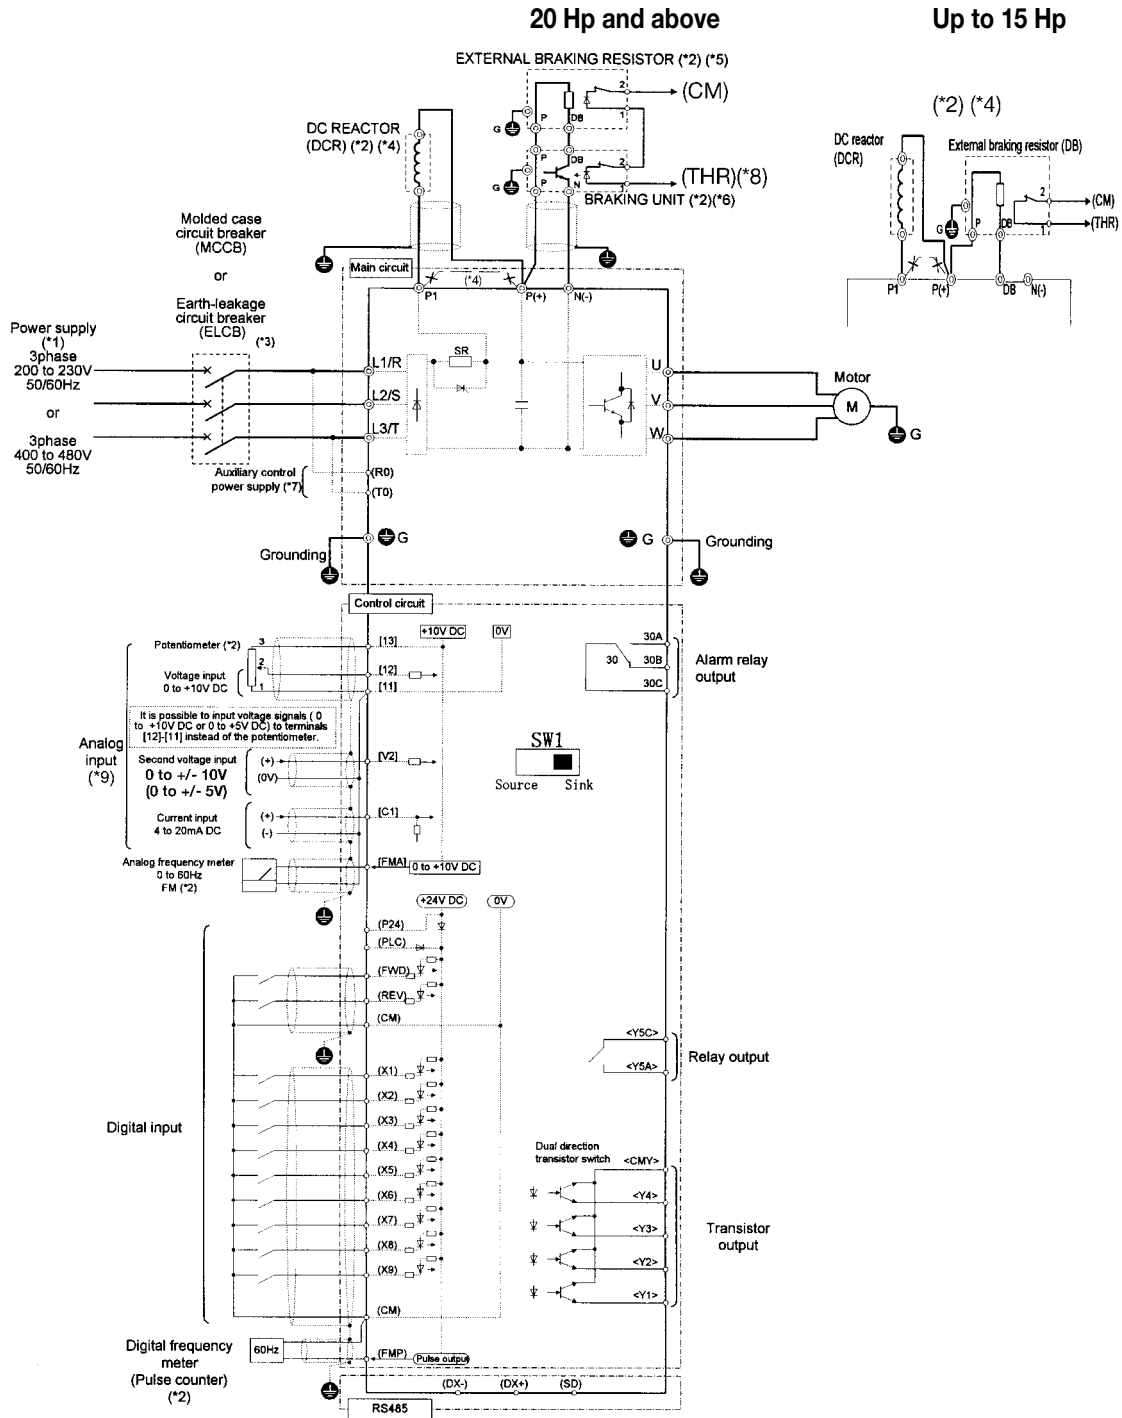 20 Hp and above
Up to 15 Hp
EXTERNAL BRAKING RESISTOR (*2) (*5)
2
(CM)
1
P
DB
G
DC REACTOR
(DCR) (*2) (*4)
P
DB
2
P
N
1
G
(THR)(*8)
BRAKING UNIT (*2)(*6)
(*2) (*4)
DC reactor
(DCR)
External braking resistor (DB)
2
(CM)
1
(THR)
G
P
DB
P1
P(+)
DB
N(-)
Molded case
circuit breaker
(MCCB)
or
Earth-leakage
circuit breaker
(ELCB)
(*3)
Main circuit
(*4)
P1
P(+)
N(-)
Power supply
(*1)
3phase
200 to 230V
50/60Hz
or
3phase
400 to 480V
50/60Hz
L1/R
L2/S
L3/T
SR
U
V
W
Motor
M
G
Auxiliary control
power supply (*7)
(R0)
(T0)
G
Grounding
G
Grounding
Control circuit
+10V DC
0V
Potentiometer (*2)
3
2
1
[13]
[12]
[11]
Voltage input
0 to +10V DC
It is possible to input voltage signals ( 0
to +10V DC or 0 to +5V DC) to terminals
[12]-[11] instead of the potentiometer.
Analog
input
(*9)
Second voltage input
0 to +/- 10V
(0 to +/- 5V)
(+)
(0V)
[V2]
Current input
4 to 20mA DC
(+)
(-)
[C1]
Analog frequency meter
0 to 60Hz
FM (*2)
[FMA]
0 to +10V DC
30A
30
30B
30C
Alarm relay
output
SW1
Source
Sink
+24V DC
0V
(P24)
(PLC)
(FWD)
(REV)
(CM)
(X1)
(X2)
(X3)
(X4)
(X5)
(X6)
(X7)
(X8)
(X9)
(CM)
Digital input
<Y5C>
<Y5A>
Relay output
Dual direction
transistor switch
<CMY>
<Y4>
<Y3>
<Y2>
<Y1>
Transistor
output
Digital frequency
meter
(Pulse counter)
(*2)
60Hz
(FMP)
Pulse output
(DX-)
(DX+)
(SD)
RS485